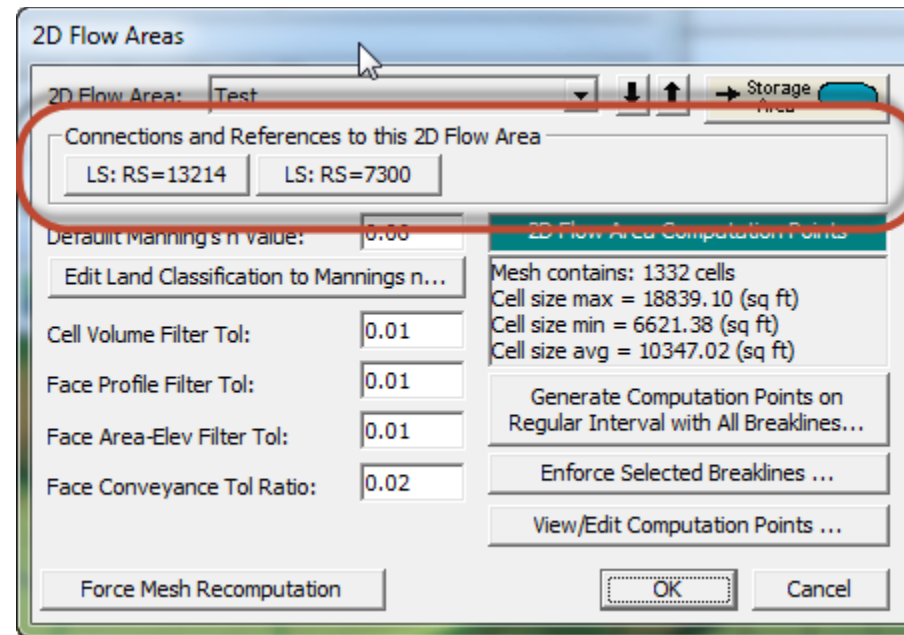 2D Flow Areas
2D Flow Area: Test
Storage
Area
Connections and References to this 2D Flow Area
LS: RS=13214 LS: RS=7300
Default Manning's n Value: 0.06
2D Flow Area Computation Points
Edit Land Classification to Mannings n...
Mesh contains: 1332 cells
Cell size max = 18839.10 (sq ft)
Cell size min = 6621.38 (sq ft)
Cell size avg = 10347.02 (sq ft)
Cell Volume Filter Tol: 0.01
Face Profile Filter Tol: 0.01
Face Area-Elev Filter Tol: 0.01
Face Conveyance Tol Ratio: 0.02
Generate Computation Points on
Regular Interval with All Breaklines...
Enforce Selected Breaklines ...
View/Edit Computation Points ...
Force Mesh Recomputation
OK
Cancel